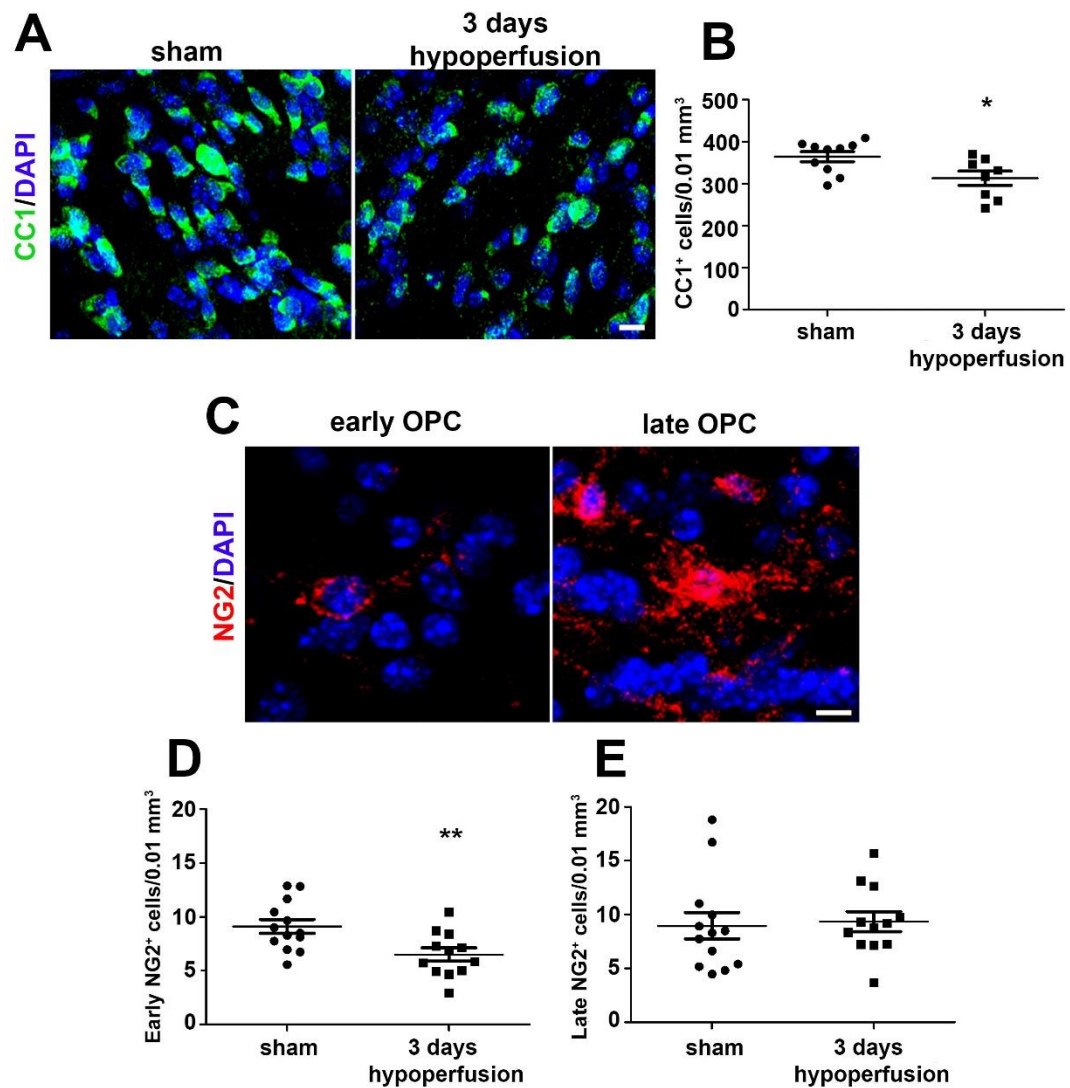 A
sham
3 days
hypoperfusion
CC1/DAPI
B
CC1⁺ cells/0.01 mm³
500
400
300
200
100
0
*
sham
3 days
hypoperfusion
C
early OPC
late OPC
NG2/DAPI
D
Early NG2⁺ cells/0.01 mm³
20
15
10
5
0
**
sham
3 days
hypoperfusion
E
Late NG2⁺ cells/0.01 mm³
20
15
10
5
0
sham
3 days
hypoperfusion